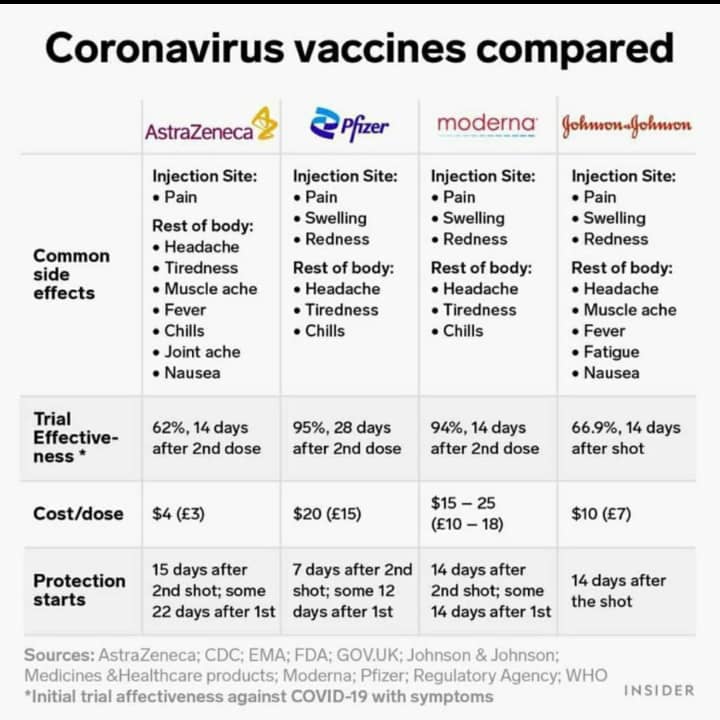 Coronavirus vaccines compared
AstraZeneca
Pfizer
moderna
Johnson&Johnson
Common
side
effects
Injection Site:
• Pain
Rest of body:
• Headache
• Tiredness
• Muscle ache
• Fever
• Chills
• Joint ache
• Nausea
Injection Site:
• Pain
• Swelling
• Redness
Rest of body:
• Headache
• Tiredness
• Chills
Injection Site:
• Pain
• Swelling
• Redness
Rest of body:
• Headache
• Tiredness
• Chills
Injection Site:
• Pain
• Swelling
• Redness
Rest of body:
• Headache
• Muscle ache
• Fever
• Fatigue
• Nausea
Trial
Effective-
ness *
62%, 14 days
after 2nd dose
95%, 28 days
after 2nd dose
94%, 14 days
after 2nd dose
66.9%, 14 days
after shot
Cost/dose
$4 (£3)
$20 (£15)
$15 – 25
(£10 – 18)
$10 (£7)
Protection
starts
15 days after
2nd shot; some
22 days after 1st
7 days after 2nd
shot; some 12
days after 1st
14 days after
2nd shot; some
14 days after 1st
14 days after
the shot
Sources: AstraZeneca; CDC; EMA; FDA; GOV.UK; Johnson & Johnson;
Medicines &Healthcare products; Moderna; Pfizer; Regulatory Agency; WHO
*Initial trial affectiveness against COVID-19 with symptoms
INSIDER